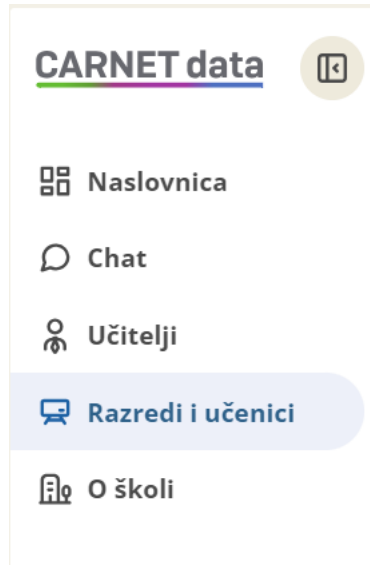 CARNET data
Naslovnica
Chat
Učitelji
Razredi i učenici
O školi